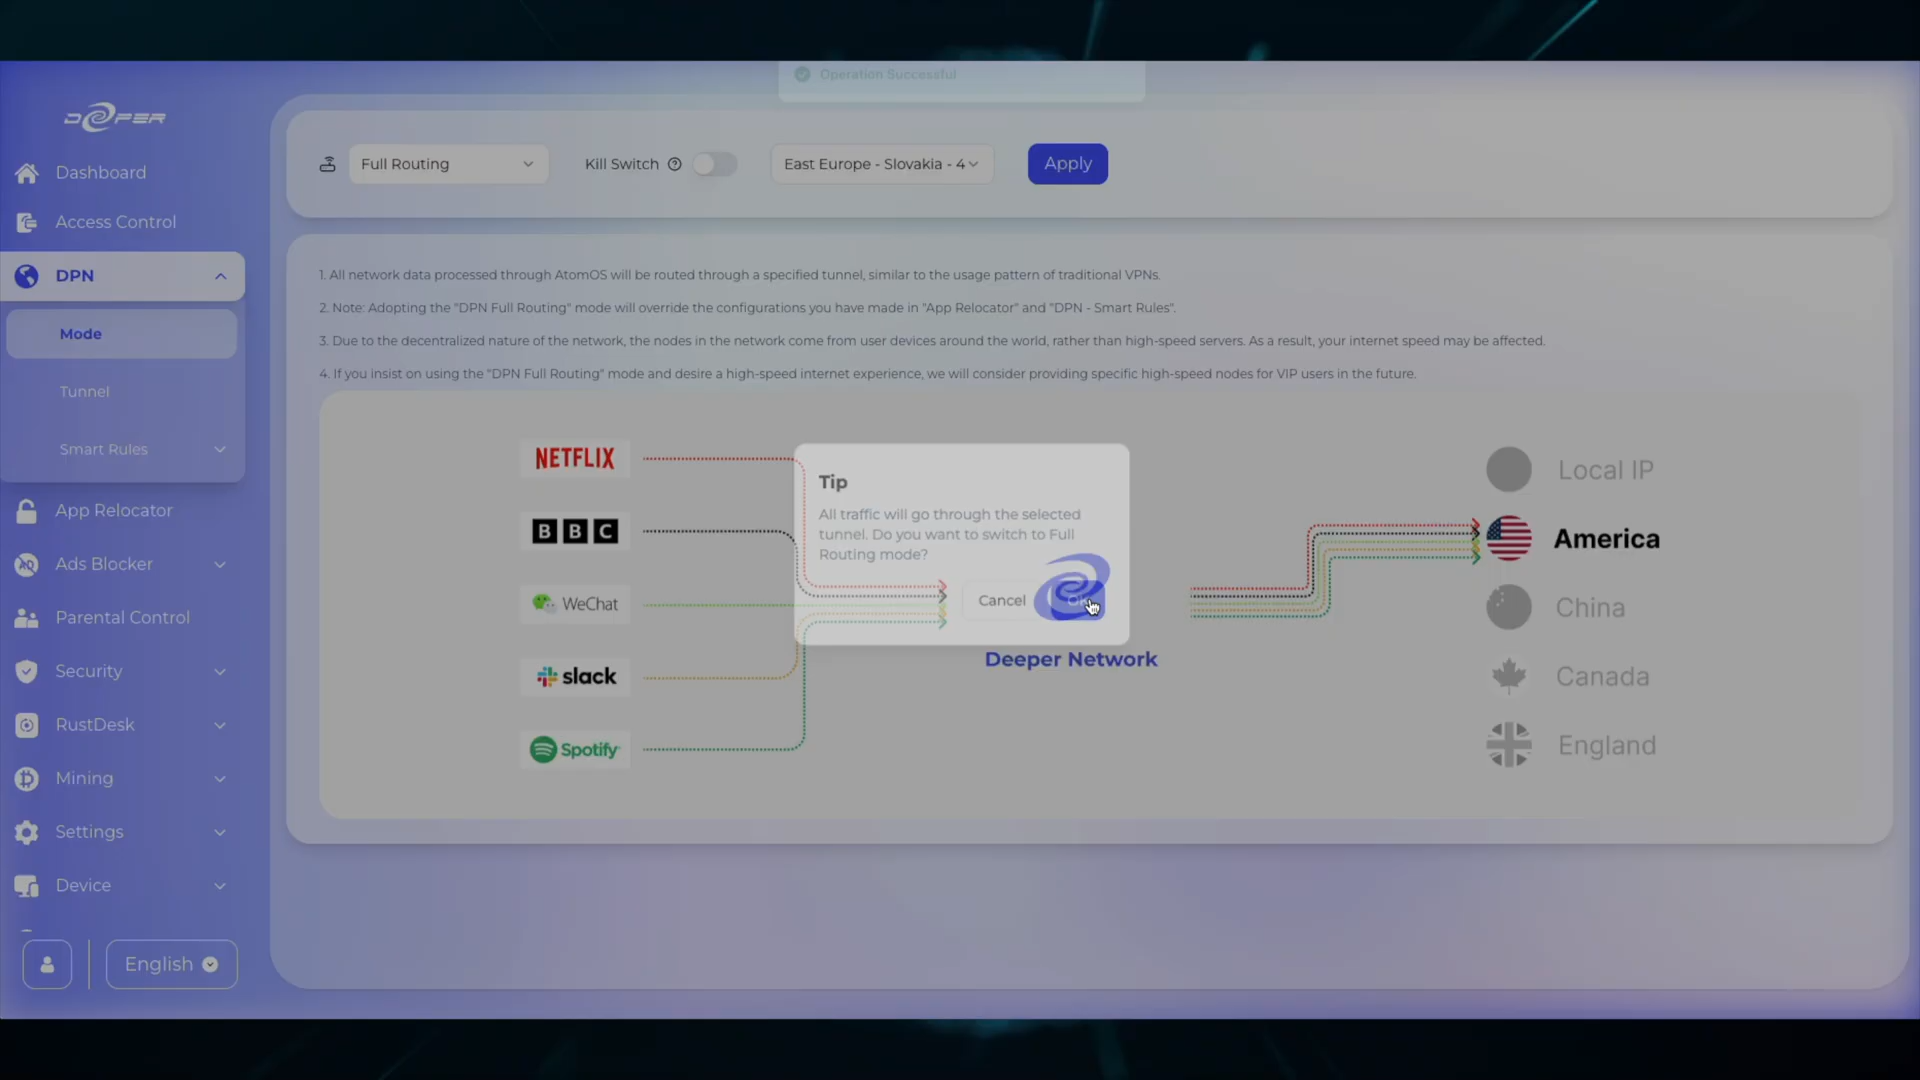 Operation Successful
DEEPER
Full Routing
Kill Switch
East Europe - Slovakia - 4
Apply
Dashboard
Access Control
DPN
Mode
Tunnel
Smart Rules
App Relocator
Ads Blocker
Parental Control
Security
RustDesk
Mining
Settings
Device
English
1. All network data processed through AtomOS will be routed through a specified tunnel, similar to the usage pattern of traditional VPNs.
2. Note: Adopting the "DPN Full Routing" mode will override the configurations you have made in "App Relocator" and "DPN - Smart Rules".
3. Due to the decentralized nature of the network, the nodes in the network come from user devices around the world, rather than high-speed servers. As a result, your internet speed may be affected.
4. If you insist on using the "DPN Full Routing" mode and desire a high-speed internet experience, we will consider providing specific high-speed nodes for VIP users in the future.
NETFLIX
BBC
WeChat
slack
Spotify
Tip
All traffic will go through the selected
tunnel. Do you want to switch to Full
Routing mode?
Cancel
Deeper Network
Local IP
America
China
Canada
England